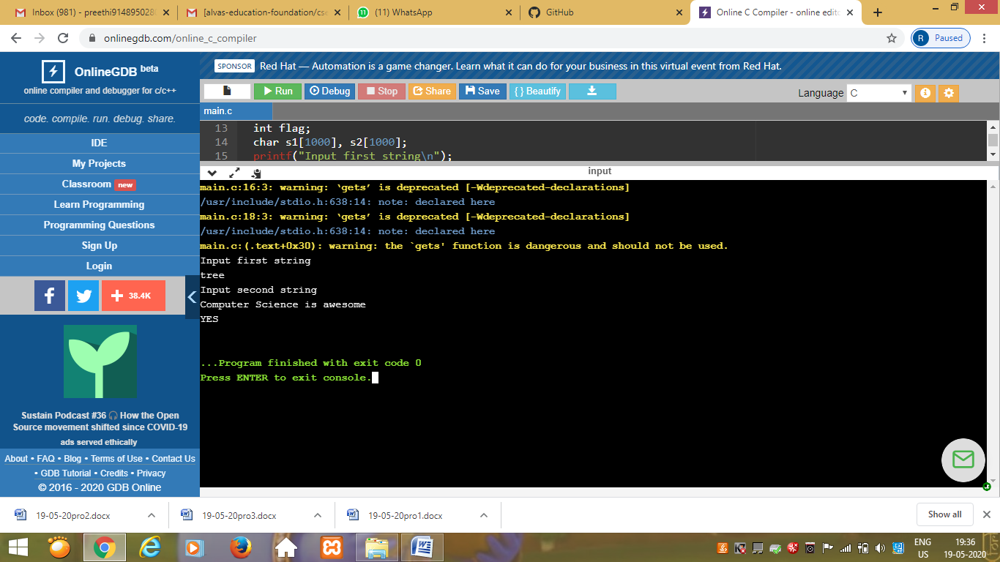 Inbox (981) - preethi914895028
[alvas-education-foundation/cse
(11) WhatsApp
GitHub
Online C Compiler - online edito
onlinegdb.com/online_c_compiler
R Paused
OnlineGDB beta
online compiler and debugger for c/c++
code. compile. run. debug. share.
IDE
My Projects
Classroom new
Learn Programming
Programming Questions
Sign Up
Login
38.4K
Sustain Podcast #36 🎧 How the Open
Source movement shifted since COVID-19
ads served ethically
About • FAQ • Blog • Terms of Use • Contact Us
• GDB Tutorial • Credits • Privacy
© 2016 - 2020 GDB Online
SPONSOR Red Hat — Automation is a game changer. Learn what it can do for your business in this virtual event from Red Hat.
Run Debug Stop Share Save { } Beautify
Language C
main.c
13 int flag;
14 char s1[1000], s2[1000];
15 printf("Input first string\n");
input
main.c:16:3: warning: ‘gets’ is deprecated [-Wdeprecated-declarations]
/usr/include/stdio.h:638:14: note: declared here
main.c:18:3: warning: ‘gets’ is deprecated [-Wdeprecated-declarations]
/usr/include/stdio.h:638:14: note: declared here
main.c:(.text+0x30): warning: the `gets' function is dangerous and should not be used.
Input first string
tree
Input second string
Computer Science is awesome
YES
...Program finished with exit code 0
Press ENTER to exit console.
19-05-20pro2.docx
19-05-20pro3.docx
19-05-20pro1.docx
Show all
ENG
US
19:36
19-05-2020